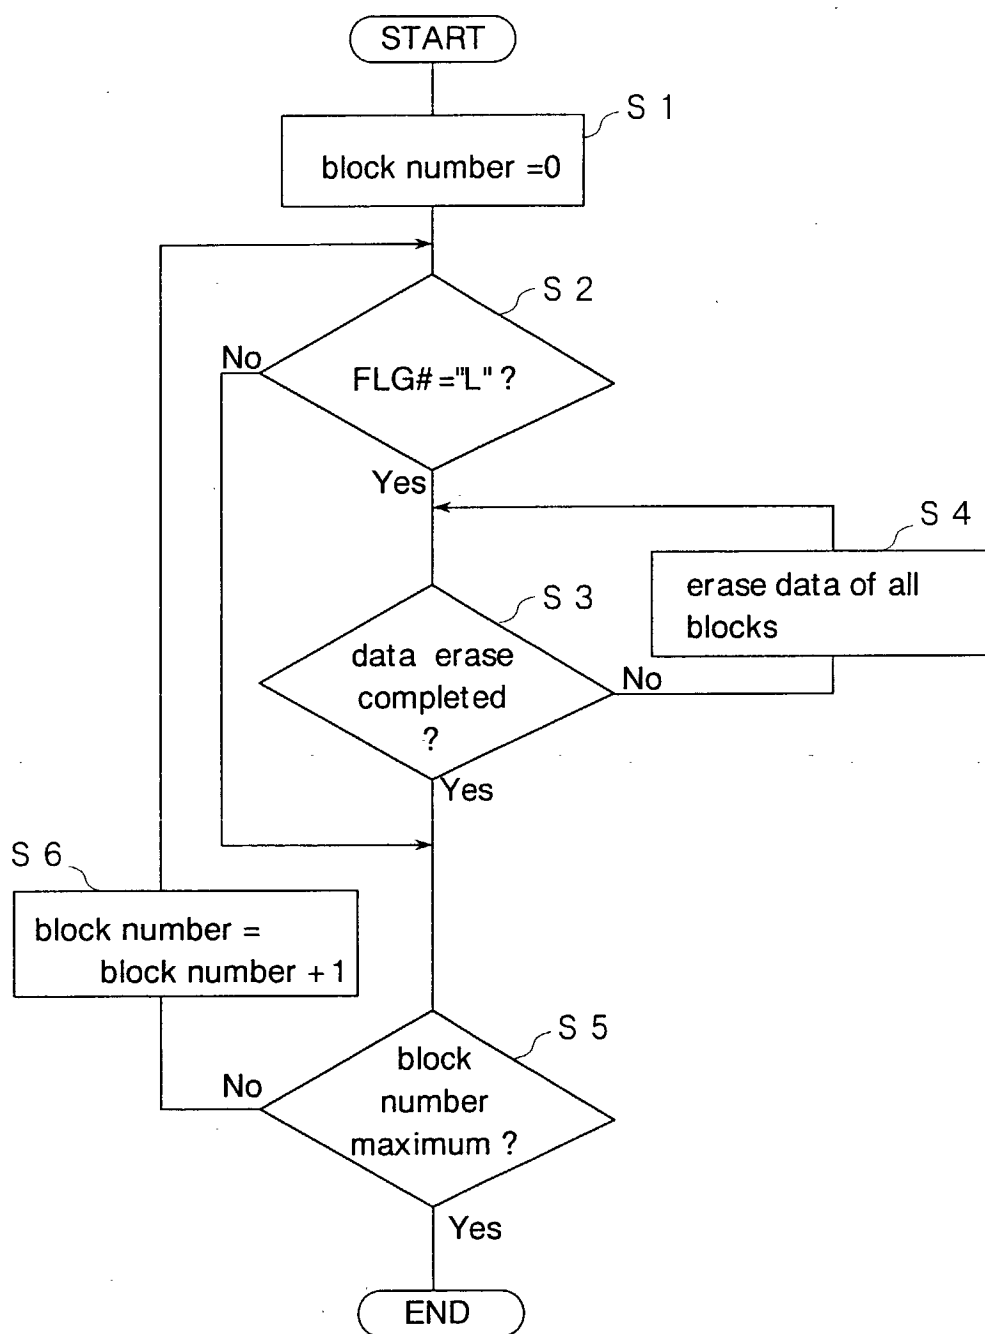 START
S 1
block number =0
S 2
No
FLG# ="L" ?
Yes
S 4
erase data of all
blocks
S 3
data erase
completed
?
No
Yes
S 6
block number =
block number + 1
S 5
block
number
maximum ?
No
Yes
END